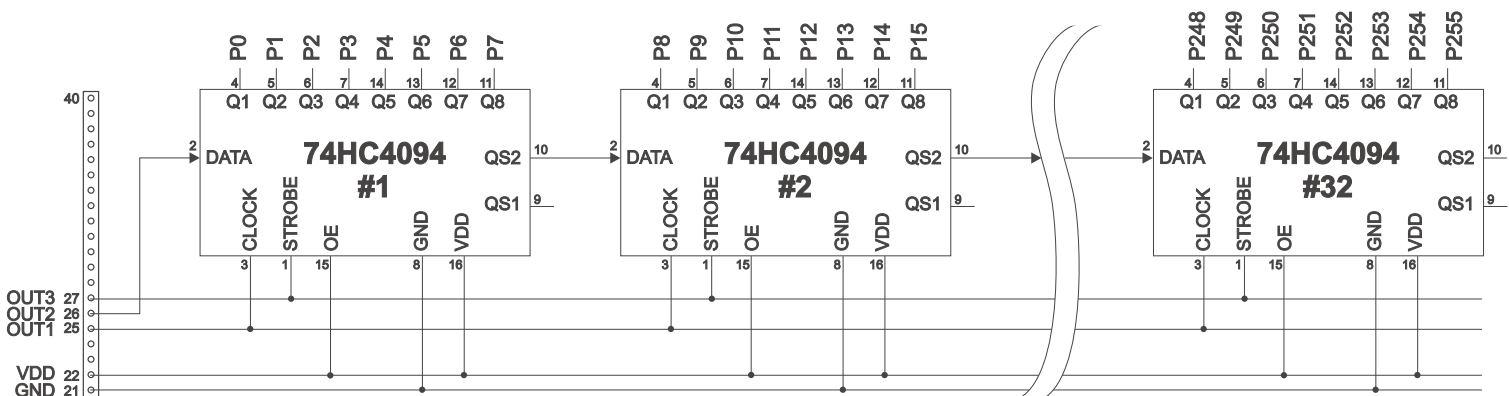 P0 P1 P2 P3 P4 P5 P6 P7
P8 P9 P10 P11 P12 P13 P14 P15
P248 P249 P250 P251 P252 P253 P254 P255
4 5 6 7 14 13 12 11
4 5 6 7 14 13 12 11
4 5 6 7 14 13 12 11
40
Q1 Q2 Q3 Q4 Q5 Q6 Q7 Q8
2 DATA
74HC4094
#1
QS2 10
QS1 9
CLOCK STROBE OE GND VDD
3 1 15 8 16
Q1 Q2 Q3 Q4 Q5 Q6 Q7 Q8
2 DATA
74HC4094
#2
QS2 10
QS1 9
CLOCK STROBE OE GND VDD
3 1 15 8 16
Q1 Q2 Q3 Q4 Q5 Q6 Q7 Q8
2 DATA
74HC4094
#32
QS2 10
QS1 9
CLOCK STROBE OE GND VDD
3 1 15 8 16
OUT3 27
OUT2 26
OUT1 25
VDD 22
GND 21